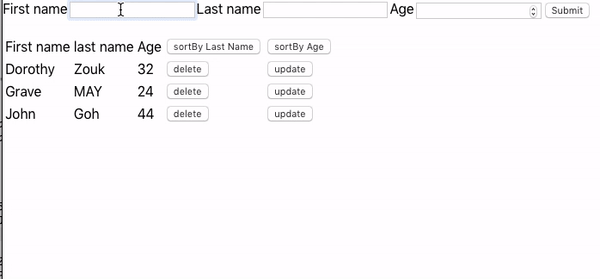 First name Last name Age Submit
First name last name Age sortBy Last Name sortBy Age
Dorothy Zouk 32 delete update
Grave MAY 24 delete update
John Goh 44 delete update